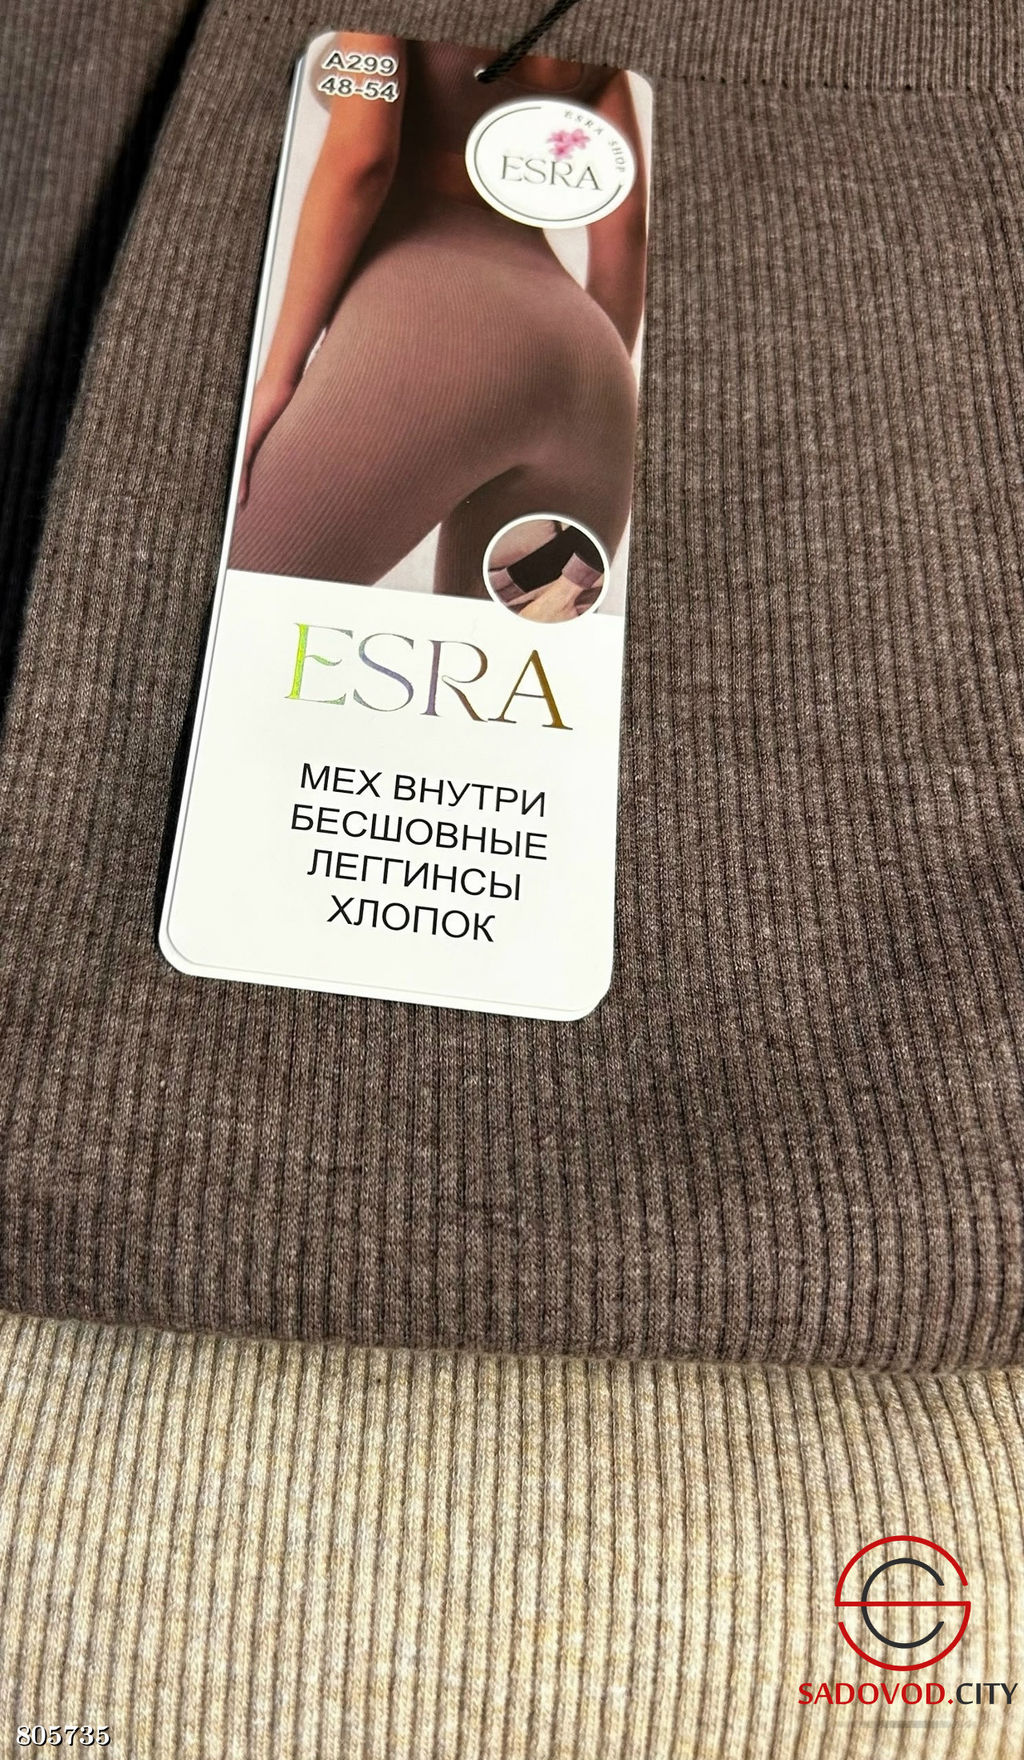 A299
48-54
ESRA SHOP
ESRA
ESRA
МЕХ ВНУТРИ
БЕСШОВНЫЕ
ЛЕГГИНСЫ
ХЛОПОК
SADOVOD.CITY
805735